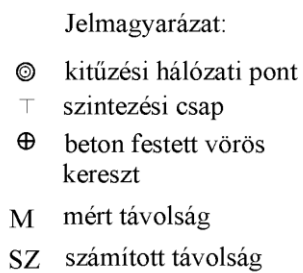 Jelmagyarázat:
kitűzési hálózati pont
szintezési csap
beton festett vörös
kereszt
M mért távolság
SZ számított távolság